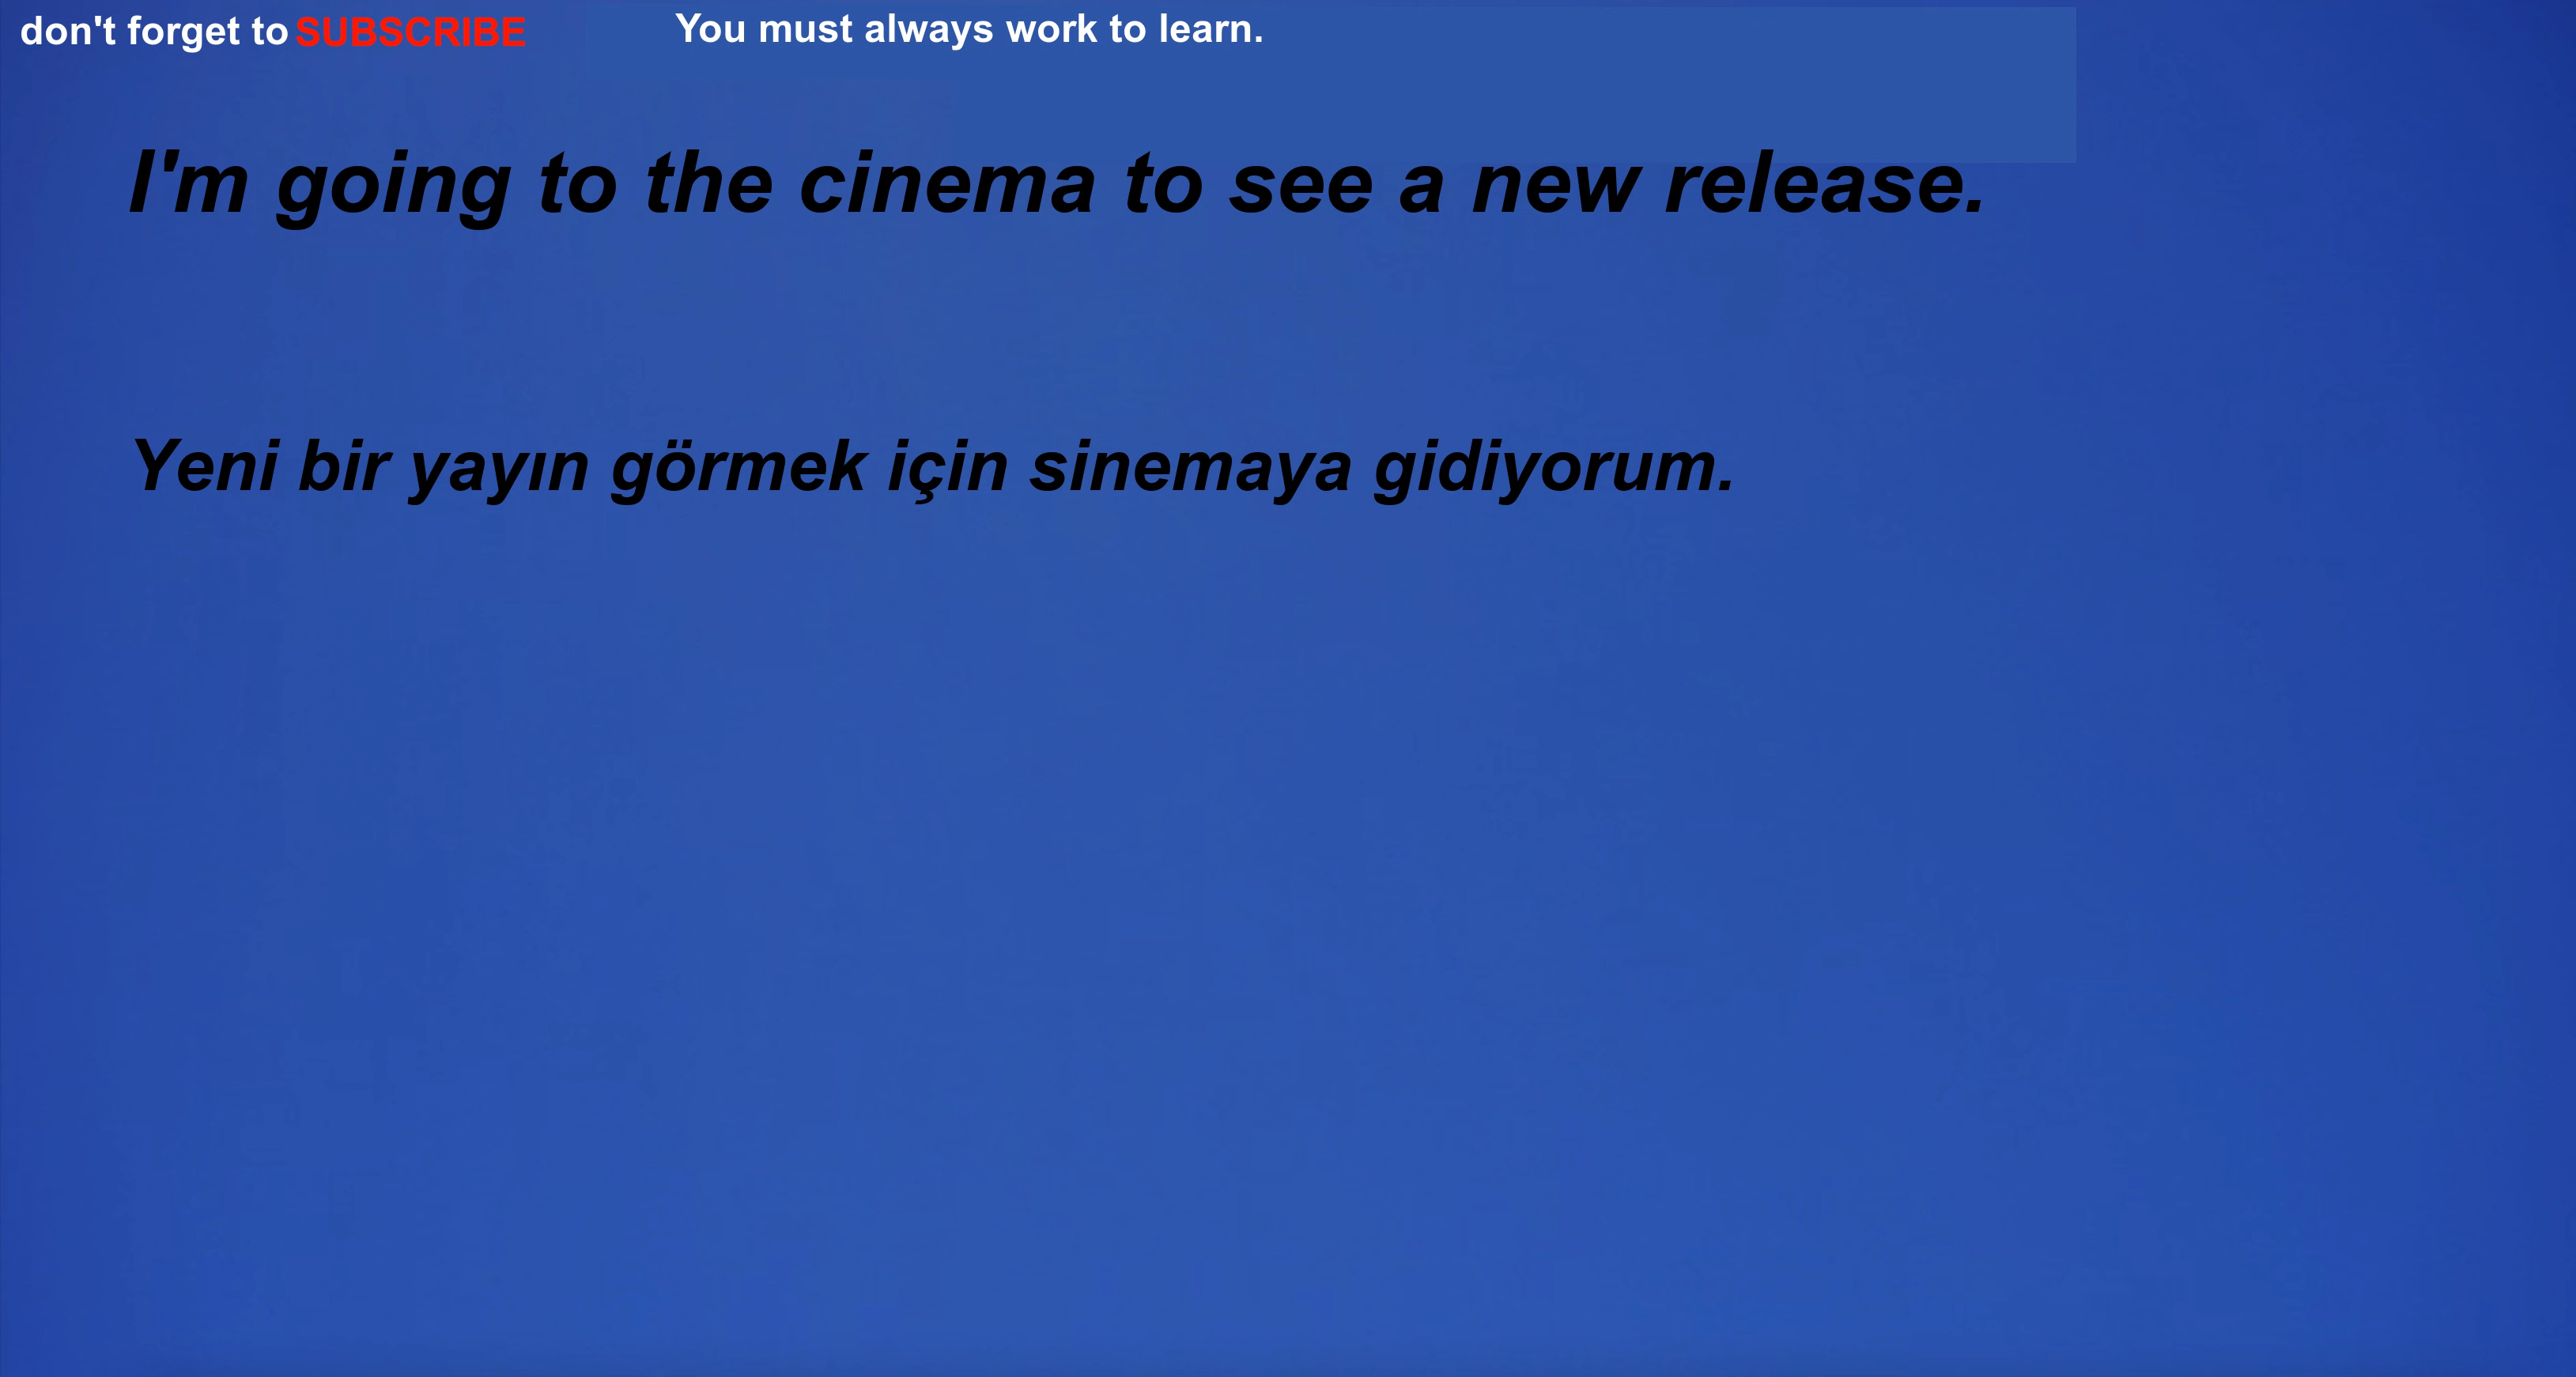 don't forget to SUBSCRIBE You must always work to learn.
I'm going to the cinema to see a new release.
Yeni bir yayın görmek için sinemaya gidiyorum.